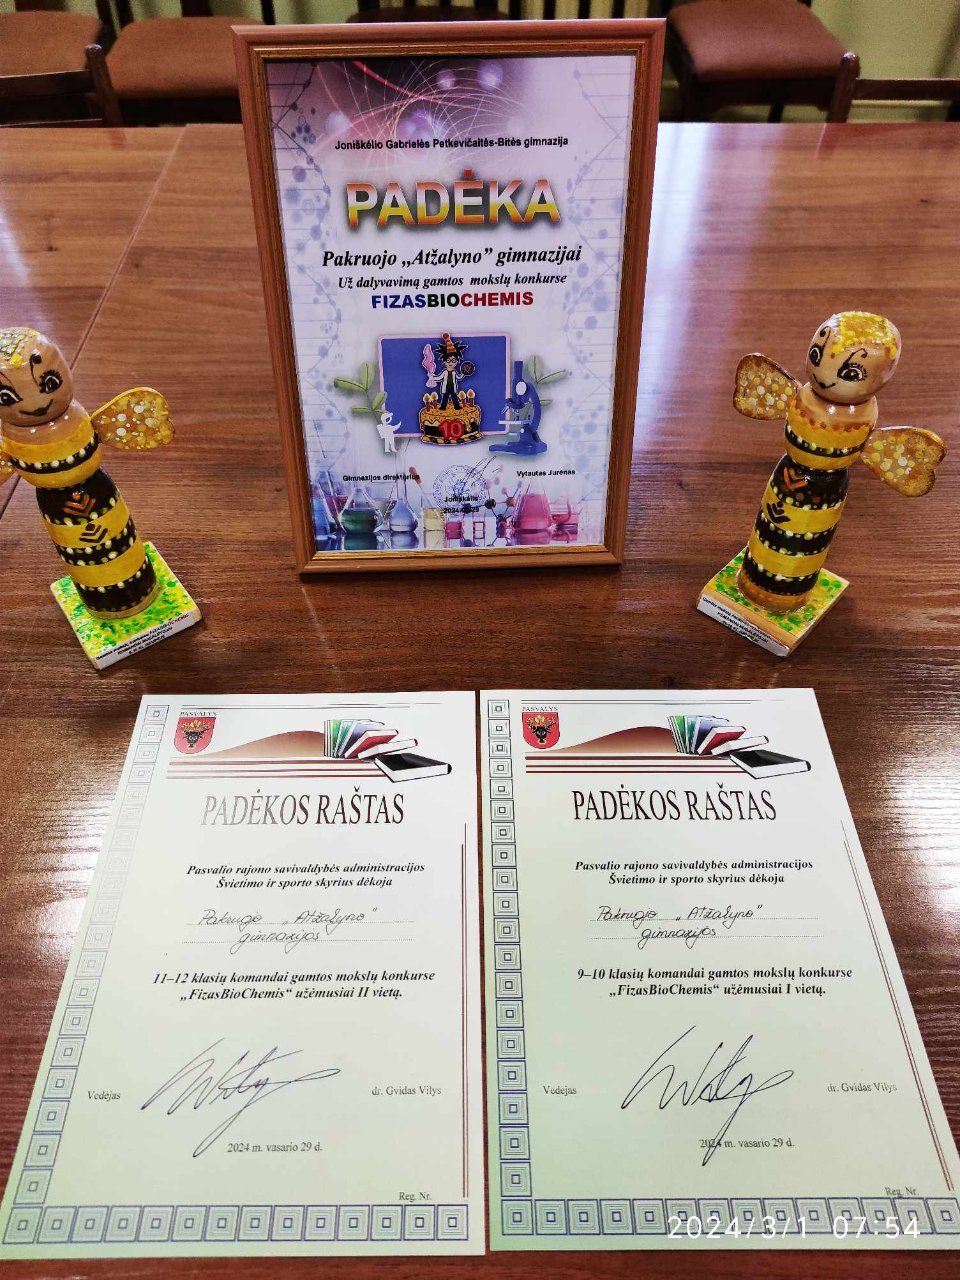 Joniškėlio Gabrielės Petkevičaitės-Bitės gimnazija
PADĖKA
Pakruojo „Atžalyno” gimnazijai
Už dalyvavimą gamtos mokslų konkurse
FIZASBIOCHEMIS
10
Gimnazijos direktorius
Vytautas Jurėnas
Joniškėlis
FIZASBIOCHEMIS
PASVALYS
PADĖKOS RAŠTAS
Pasvalio rajono savivaldybės administracijos
Švietimo ir sporto skyrius dėkoja
Pakruojo „Atžalyno”
gimnazijos
11–12 klasių komandai gamtos mokslų konkurse
„FizasBioChemis“ užėmusiai II vietą.
Vedėjas
dr. Gvidas Vilys
2024 m. vasario 29 d.
Reg. Nr.
PASVALYS
PADĖKOS RAŠTAS
Pasvalio rajono savivaldybės administracijos
Švietimo ir sporto skyrius dėkoja
Pakruojo „Atžalyno”
gimnazijos
9–10 klasių komandai gamtos mokslų konkurse
„FizasBioChemis“ užėmusiai I vietą.
Vedėjas
dr. Gvidas Vilys
2024 m. vasario 29 d.
Reg. Nr.
2024/3/1 07:54